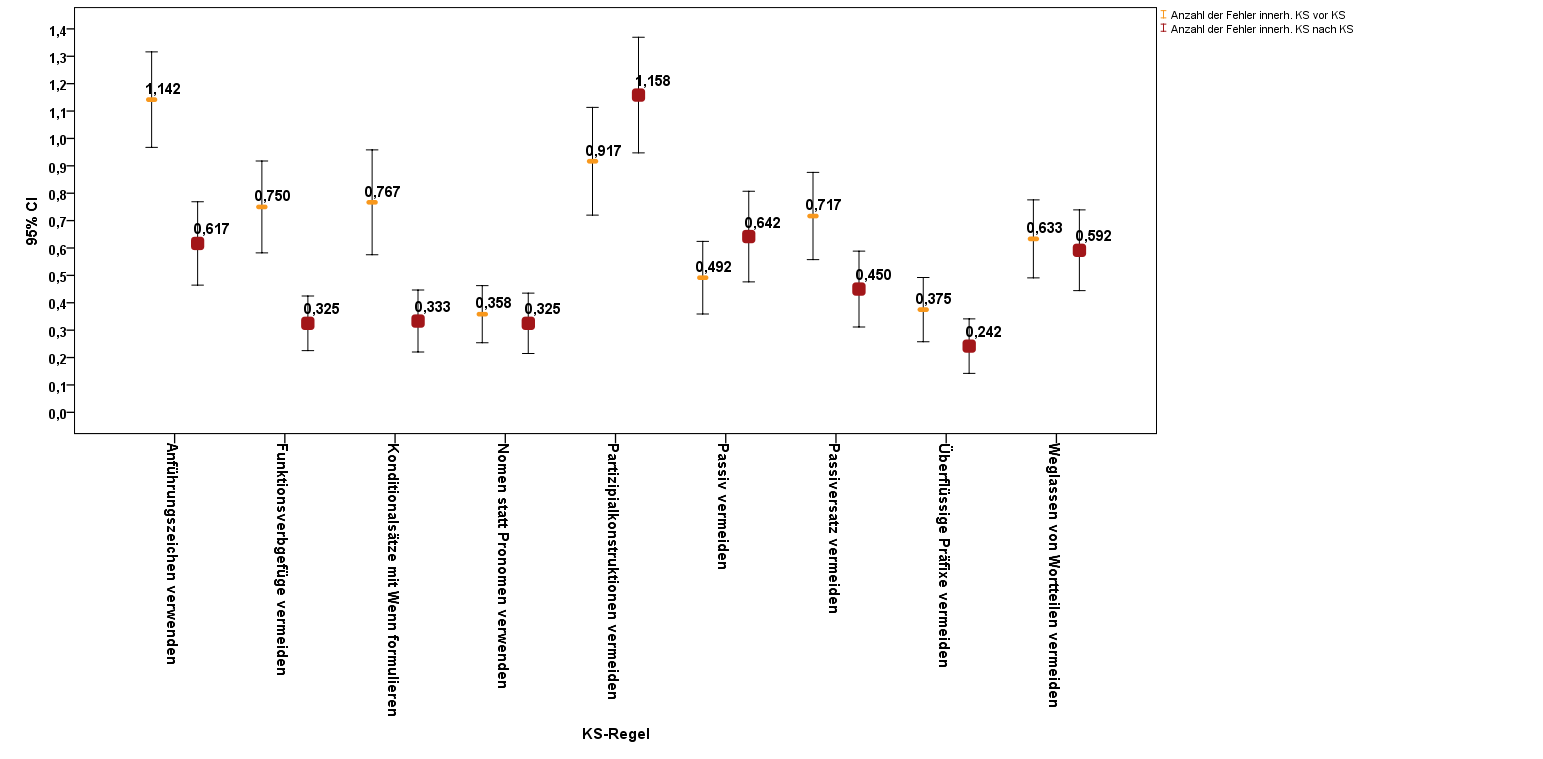 Anzahl der Fehler innerh. KS vor KS
Anzahl der Fehler innerh. KS nach KS
95% CI
1,4
1,3
1,2
1,1
1,0
0,9
0,8
0,7
0,6
0,5
0,4
0,3
0,2
0,1
0,0
1,142
0,617
0,750
0,325
0,767
0,333
0,358
0,325
0,917
1,158
0,492
0,642
0,717
0,450
0,375
0,242
0,633
0,592
Anführungszeichen verwenden
Funktionsverbgefüge vermeiden
Konditionalsätze mit Wenn formulieren
Nomen statt Pronomen verwenden
Partizipialkonstruktionen vermeiden
Passiv vermeiden
Passiversatz vermeiden
Überflüssige Präfixe vermeiden
Weglassen von Wortteilen vermeiden
KS-Regel